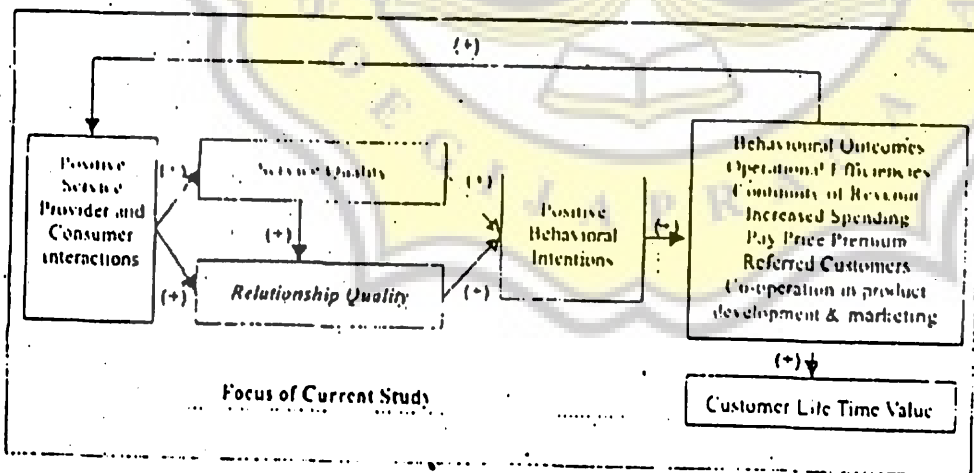 (+)
Positive
Service
Provider and
Consumer
interactions
(+)
Service Quality
(+)
(+)
(+)
Relationship Quality
(+)
Positive
Behavioral
Intentions
(+)
Behavioural Outcomes
Operational Efficiencies
Continuity of Revenue
Increased Spending
Pay Price Premium
Referred Customers
Co-operation in product
development & marketing
(+)
Customer Life Time Value
Focus of Current Study